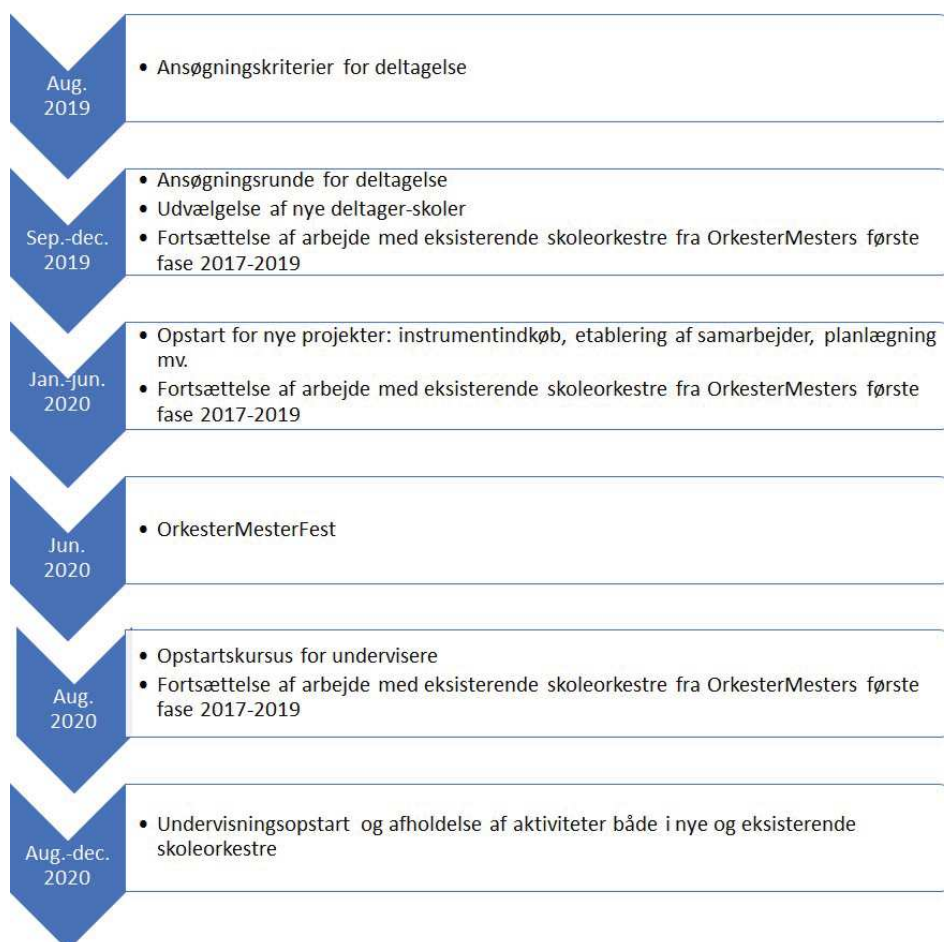 Aug.
2019
• Ansøgningskriterier for deltagelse
Sep.-dec.
2019
• Ansøgningsrunde for deltagelse
• Udvælgelse af nye deltager-skoler
• Fortsættelse af arbejde med eksisterende skoleorkestre fra OrkesterMesters første
fase 2017-2019
Jan.-jun.
2020
• Opstart for nye projekter: instrumentindkøb, etablering af samarbejder, planlægning
mv.
• Fortsættelse af arbejde med eksisterende skoleorkestre fra OrkesterMesters første
fase 2017-2019
Jun.
2020
• OrkesterMesterFest
Aug.
2020
• Opstartskursus for undervisere
• Fortsættelse af arbejde med eksisterende skoleorkestre fra OrkesterMesters første
fase 2017-2019
Aug.-dec.
2020
• Undervisningsopstart og afholdelse af aktiviteter både i nye og eksisterende
skoleorkestre